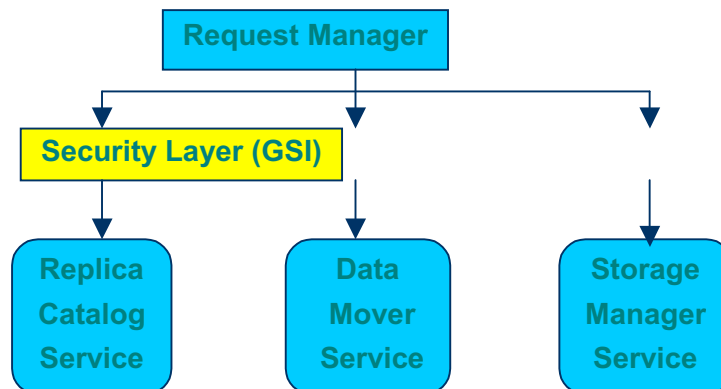 Request Manager
Security Layer (GSI)
Replica
Catalog
Service
Data
Mover
Service
Storage
Manager
Service